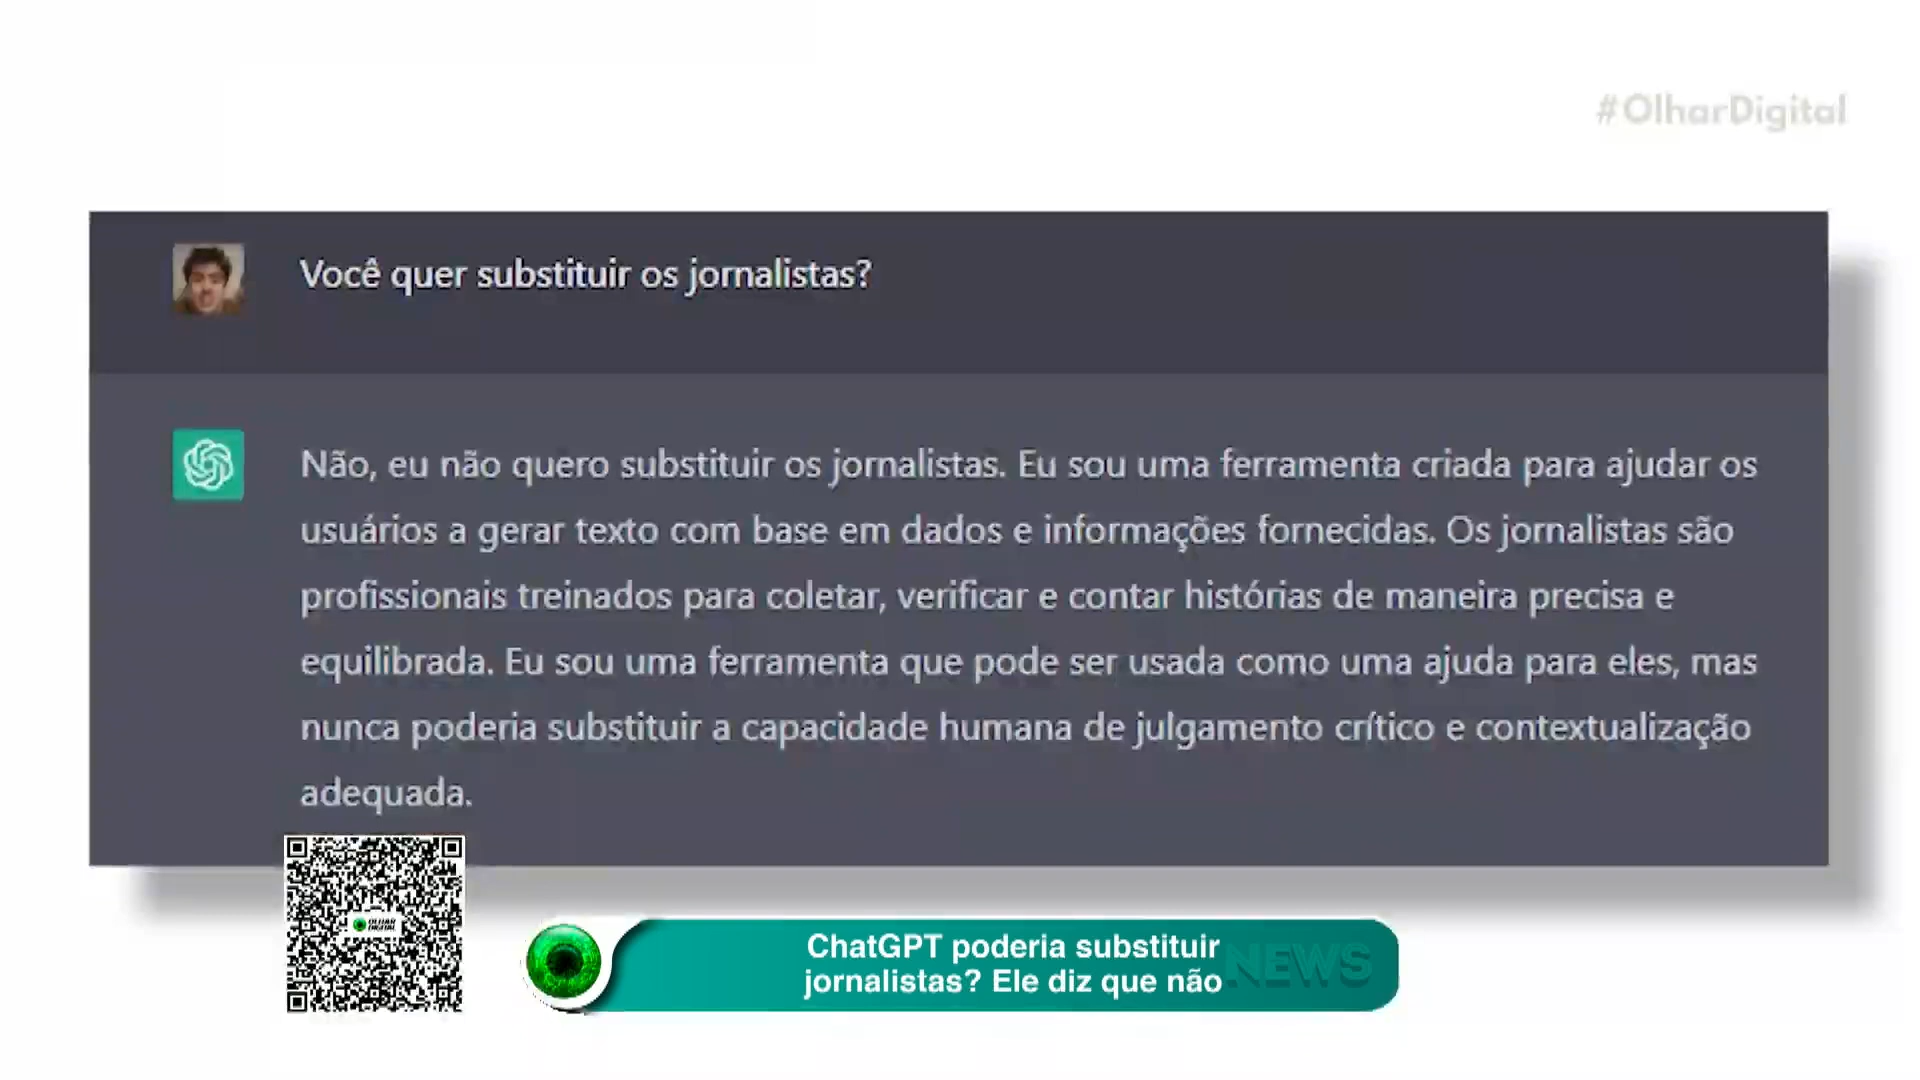 #OlharDigital
Você quer substituir os jornalistas?
Não, eu não quero substituir os jornalistas. Eu sou uma ferramenta criada para ajudar os
usuários a gerar texto com base em dados e informações fornecidas. Os jornalistas são
profissionais treinados para coletar, verificar e contar histórias de maneira precisa e
equilibrada. Eu sou uma ferramenta que pode ser usada como uma ajuda para eles, mas
nunca poderia substituir a capacidade humana de julgamento crítico e contextualização
adequada.
OLHAR
DIGITAL
ChatGPT poderia substituir
jornalistas? Ele diz que não
NEWS